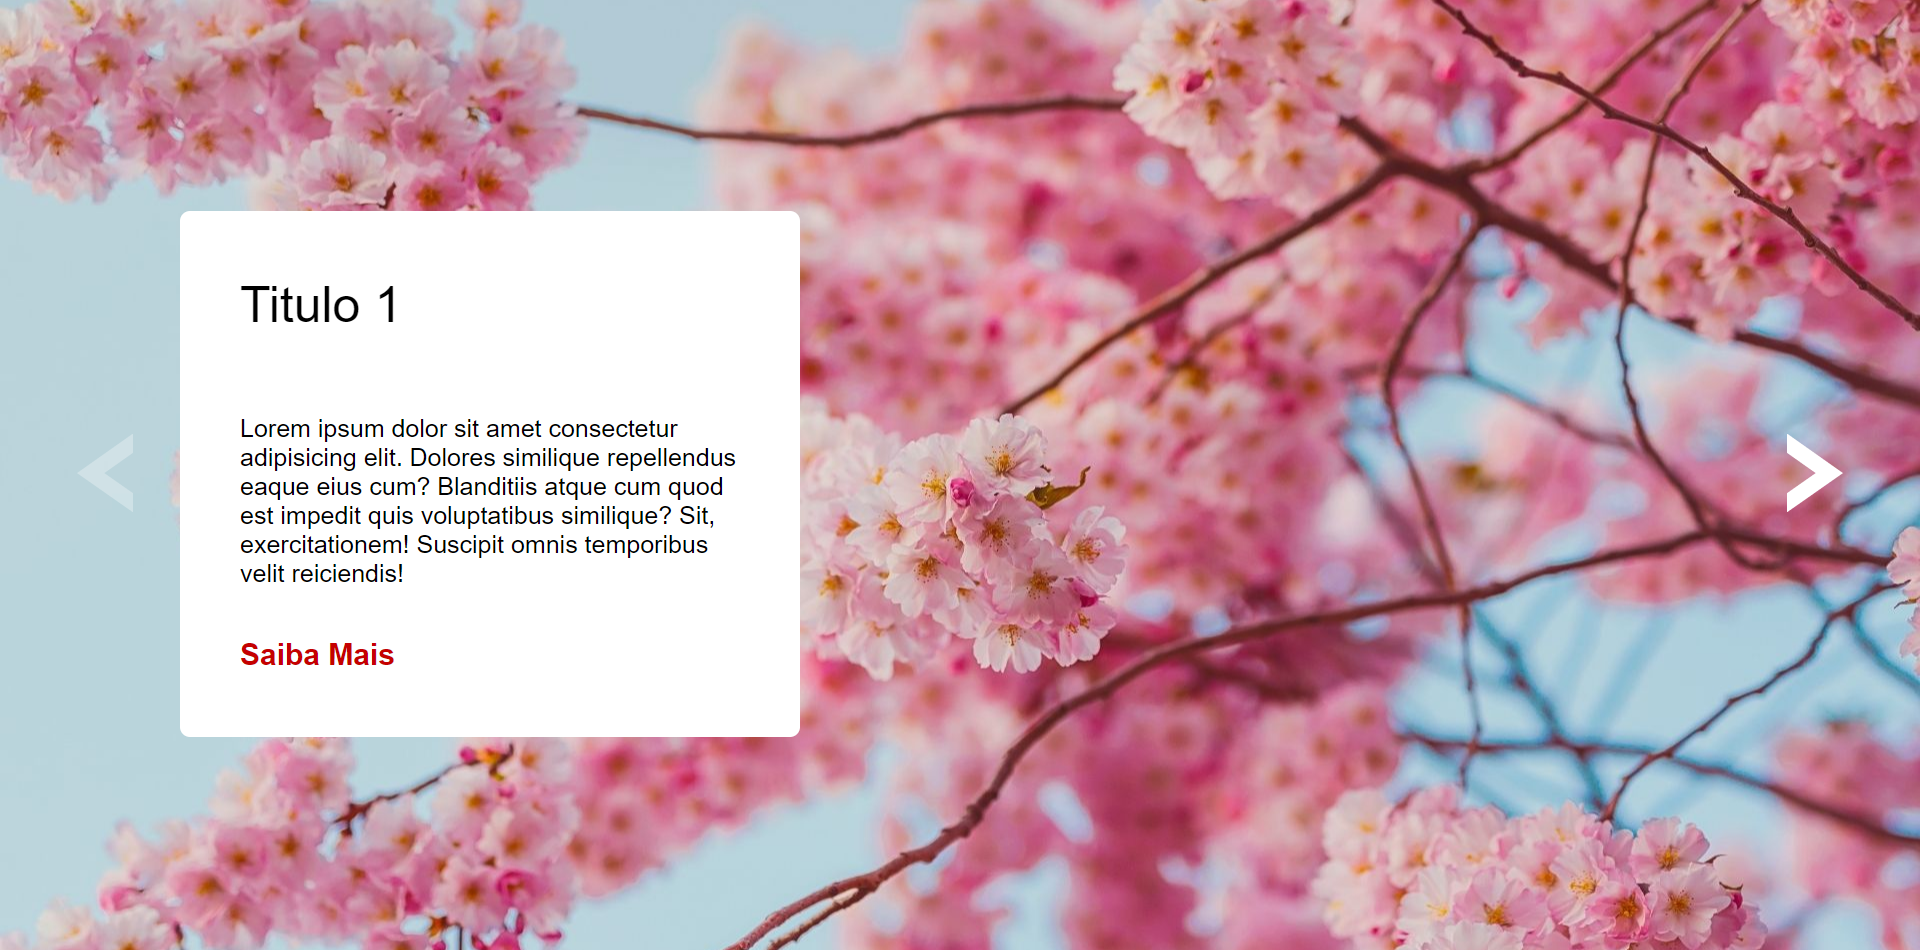 Titulo 1
Lorem ipsum dolor sit amet consectetur
adipisicing elit. Dolores similique repellendus
eaque eius cum? Blanditiis atque cum quod
est impedit quis voluptatibus similique? Sit,
exercitationem! Suscipit omnis temporibus
velit reiciendis!
Saiba Mais